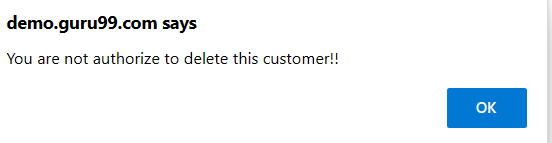 demo.guru99.com says
You are not authorize to delete this customer!!
OK